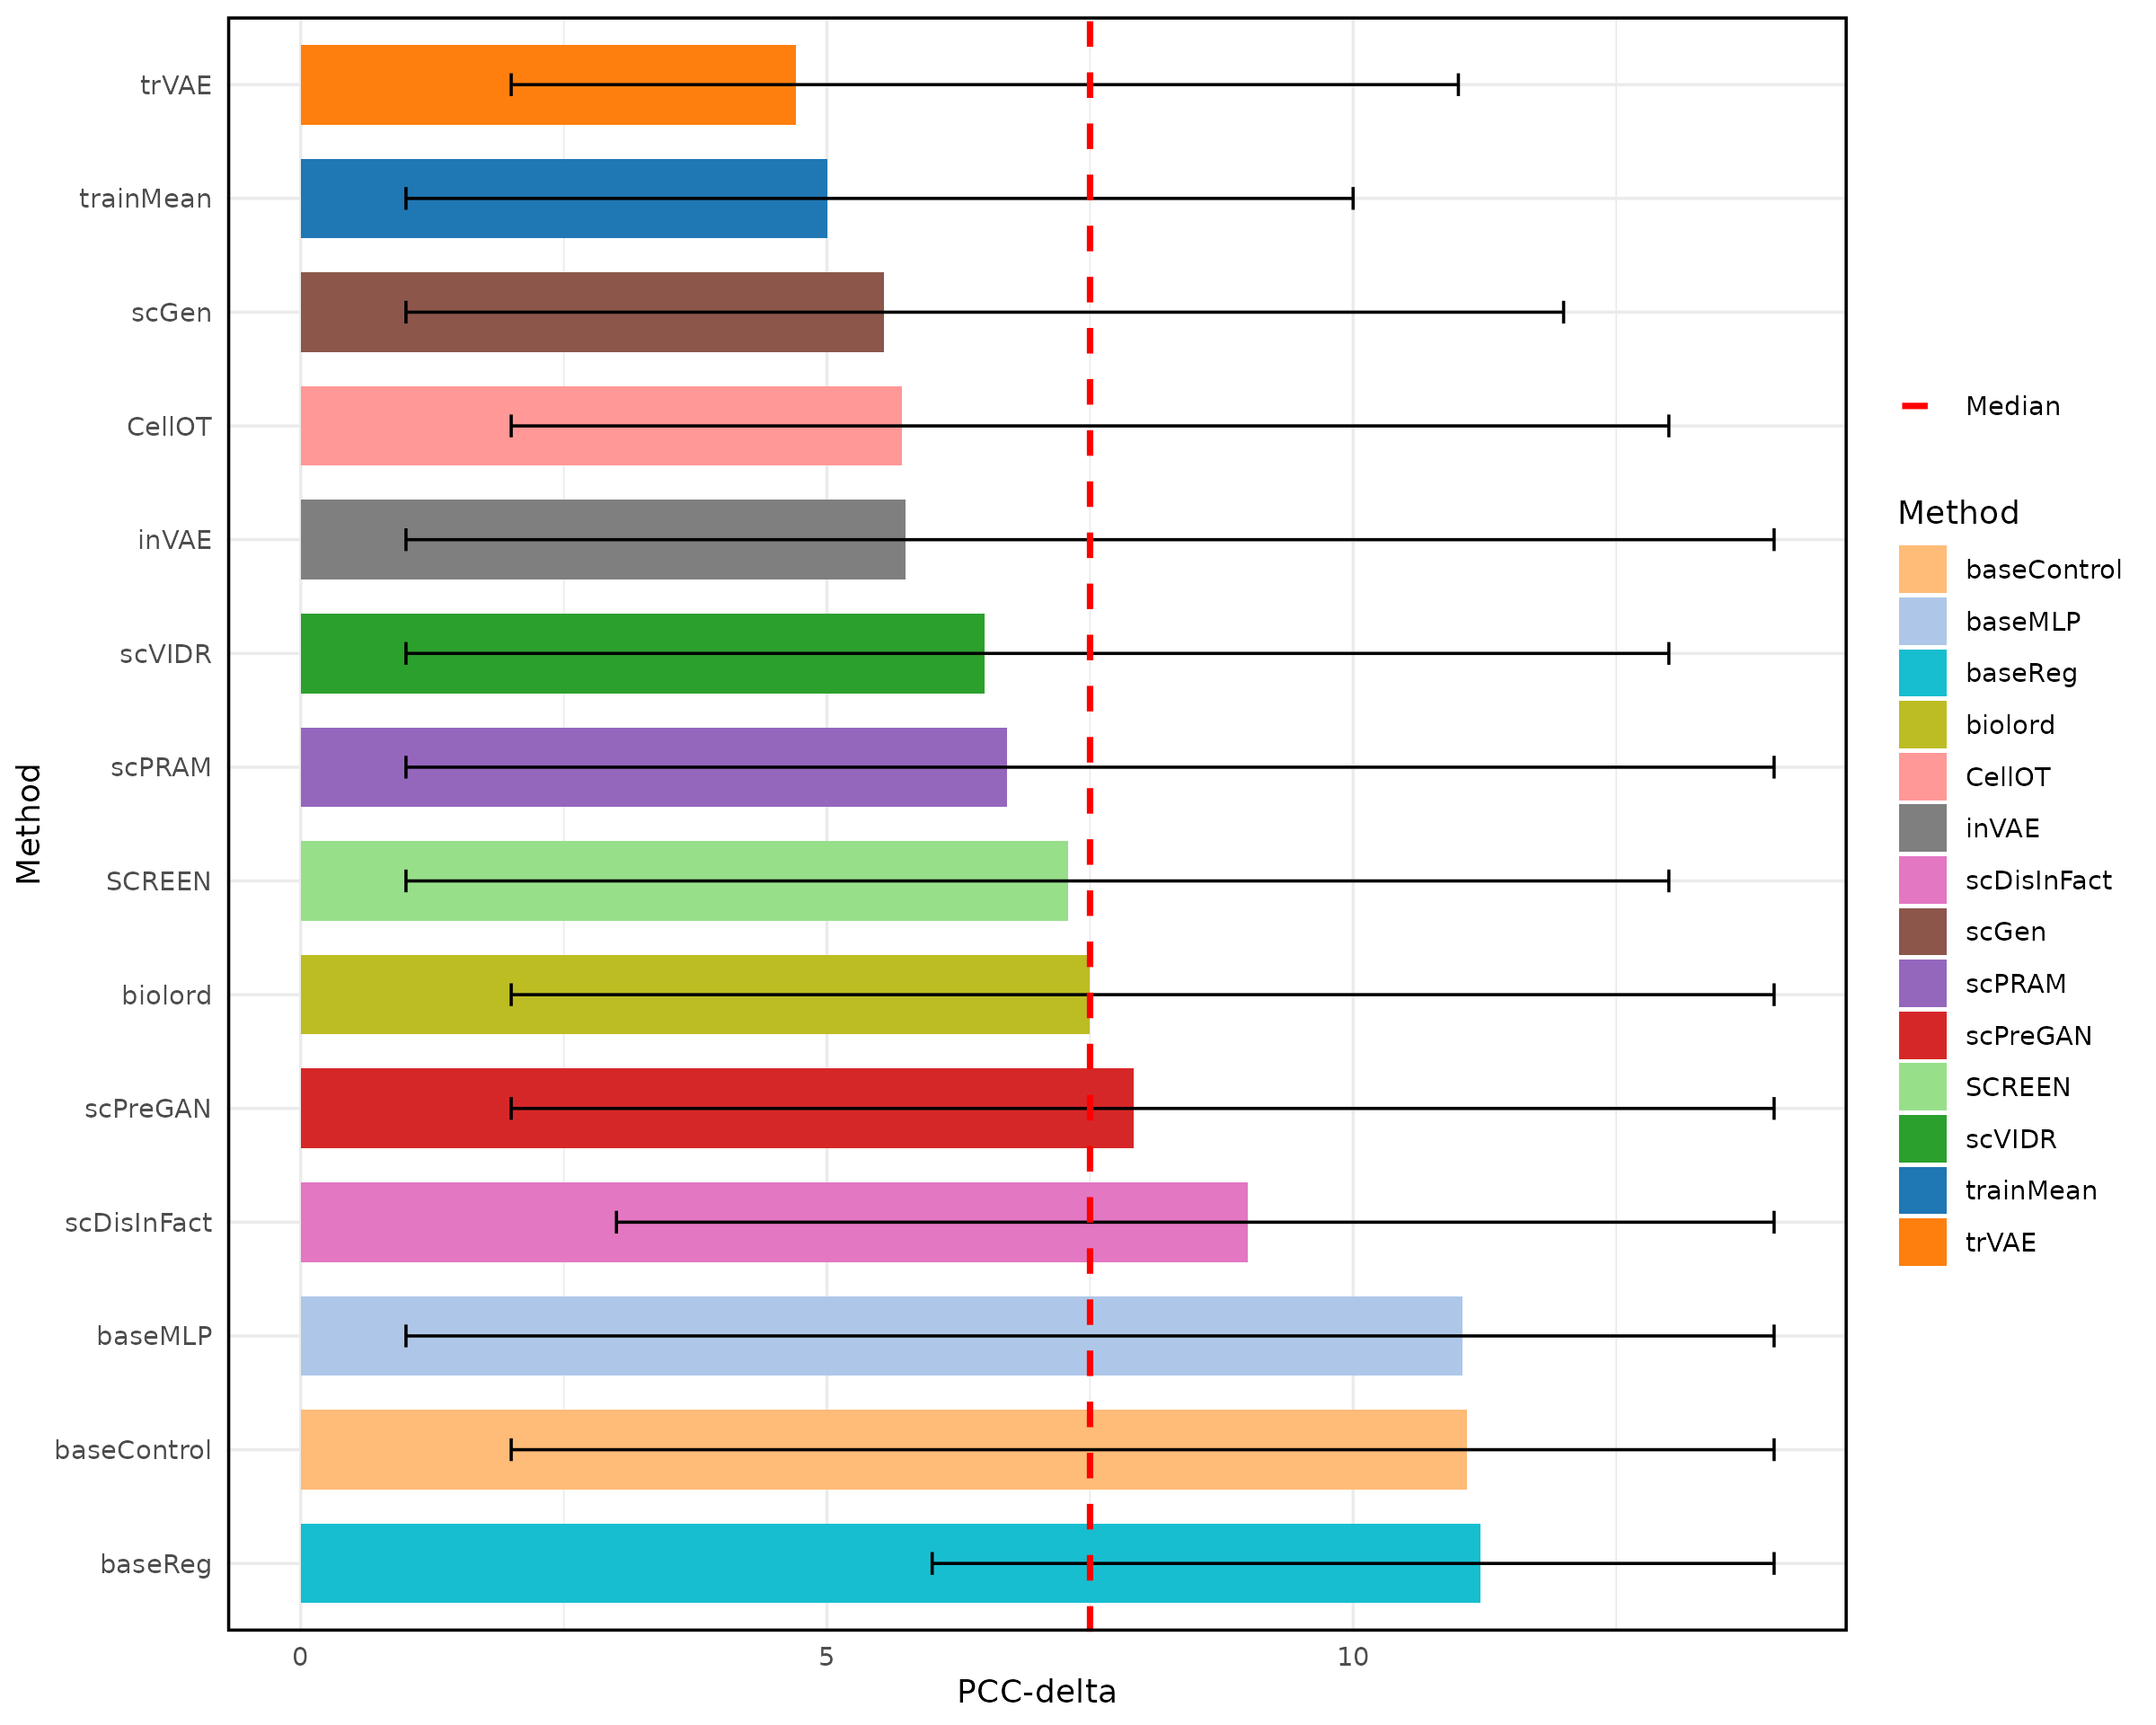 trVAE
trainMean
scGen
CellOT
inVAE
scVIDR
scPRAM
SCREEN
biolord
scPreGAN
scDisInFact
baseMLP
baseControl
baseReg
Method
0 5 10
PCC-delta
Median
Method
baseControl
baseMLP
baseReg
biolord
CellOT
inVAE
scDisInFact
scGen
scPRAM
scPreGAN
SCREEN
scVIDR
trainMean
trVAE